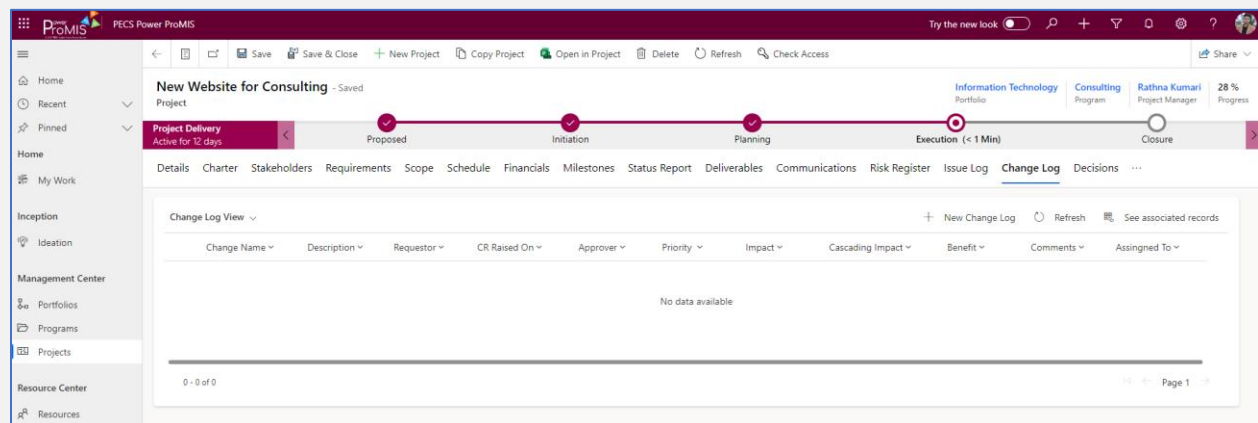 Power ProMIS PECS Power ProMIS Try the new look
Save Save & Close New Project Copy Project Open in Project Delete Refresh Check Access Share
Home
Recent
Pinned
Home
My Work
Inception
Ideation
Management Center
Portfolios
Programs
Projects
Resource Center
Resources
New Website for Consulting - Saved
Project
Information Technology Consulting Rathna Kumari 28 %
Portfolio Program Project Manager Progress
Project Delivery
Active for 12 days
Proposed Initiation Planning Execution (< 1 Min) Closure
Details Charter Stakeholders Requirements Scope Schedule Financials Milestones Status Report Deliverables Communications Risk Register Issue Log Change Log Decisions ...
Change Log View New Change Log Refresh See associated records
Change Name Description Requestor CR Raised On Approver Priority Impact Cascading Impact Benefit Comments Assingned To
No data available
0 - 0 of 0 Page 1